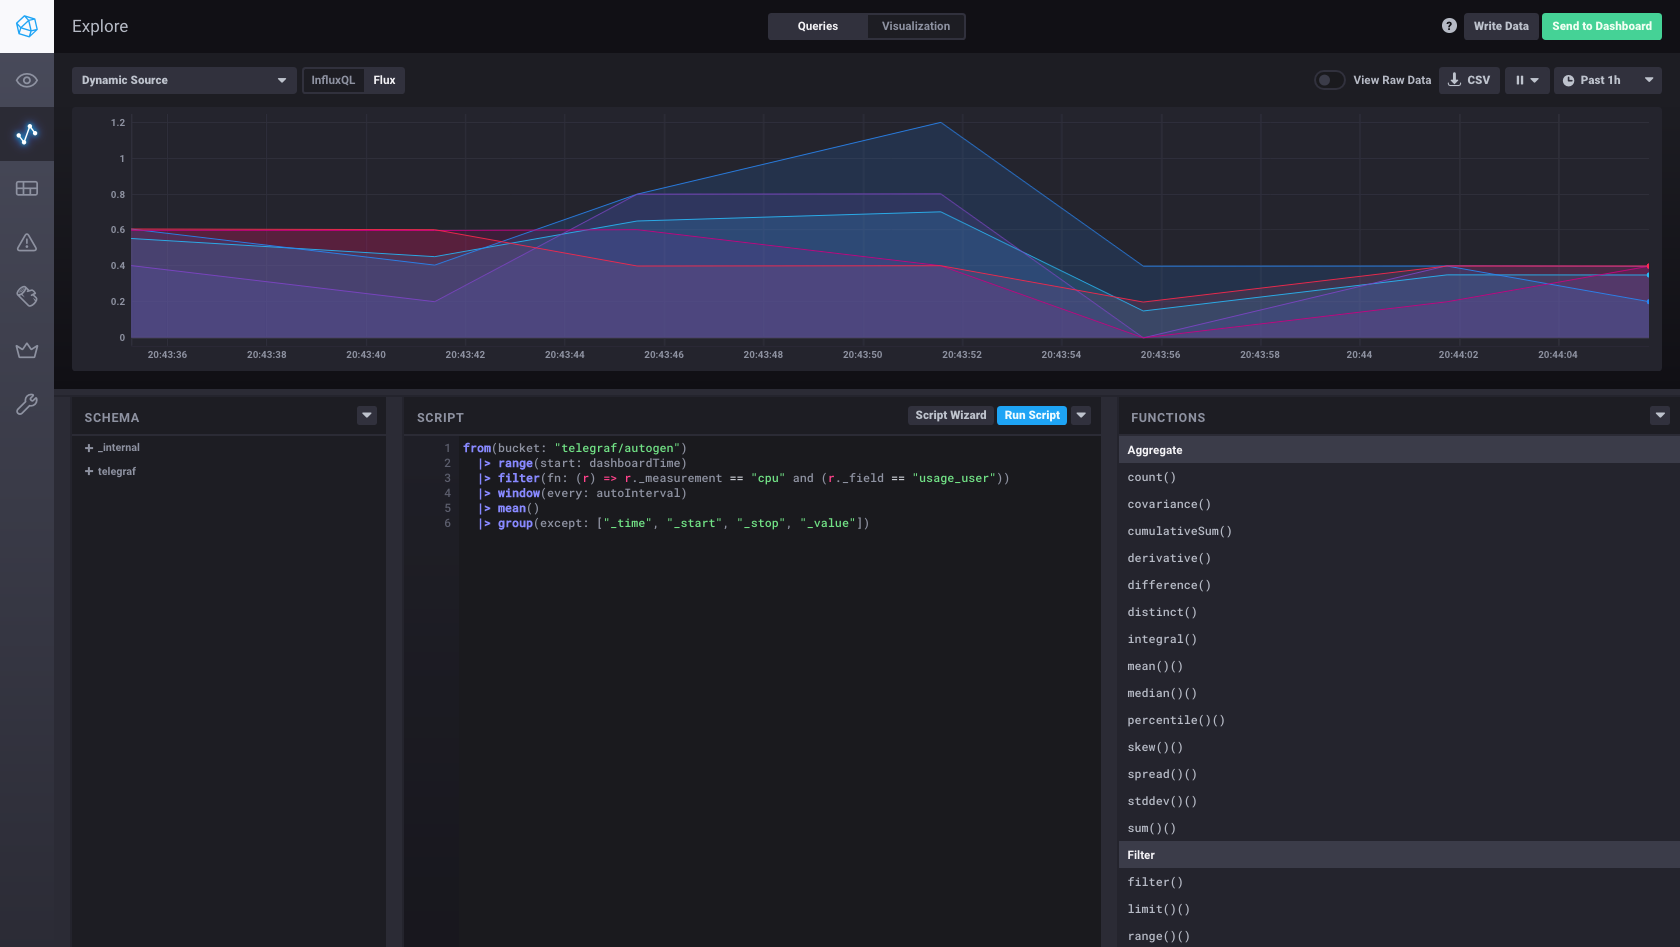 Explore
Queries
Visualization
?
Write Data
Send to Dashboard
Dynamic Source
InfluxQL
Flux
View Raw Data
CSV
Past 1h
1.2
1
0.8
0.6
0.4
0.2
0
20:43:36
20:43:38
20:43:40
20:43:42
20:43:44
20:43:46
20:43:48
20:43:50
20:43:52
20:43:54
20:43:56
20:43:58
20:44
20:44:02
20:44:04
SCHEMA
+ _internal
+ telegraf
SCRIPT
Script Wizard
Run Script
1 from(bucket: "telegraf/autogen")
2   |> range(start: dashboardTime)
3   |> filter(fn: (r) => r._measurement == "cpu" and (r._field == "usage_user"))
4   |> window(every: autoInterval)
5   |> mean()
6   |> group(except: ["_time", "_start", "_stop", "_value"])
FUNCTIONS
Aggregate
count()
covariance()
cumulativeSum()
derivative()
difference()
distinct()
integral()
mean()()
median()()
percentile()()
skew()()
spread()()
stddev()()
sum()()
Filter
filter()
limit()()
range()()